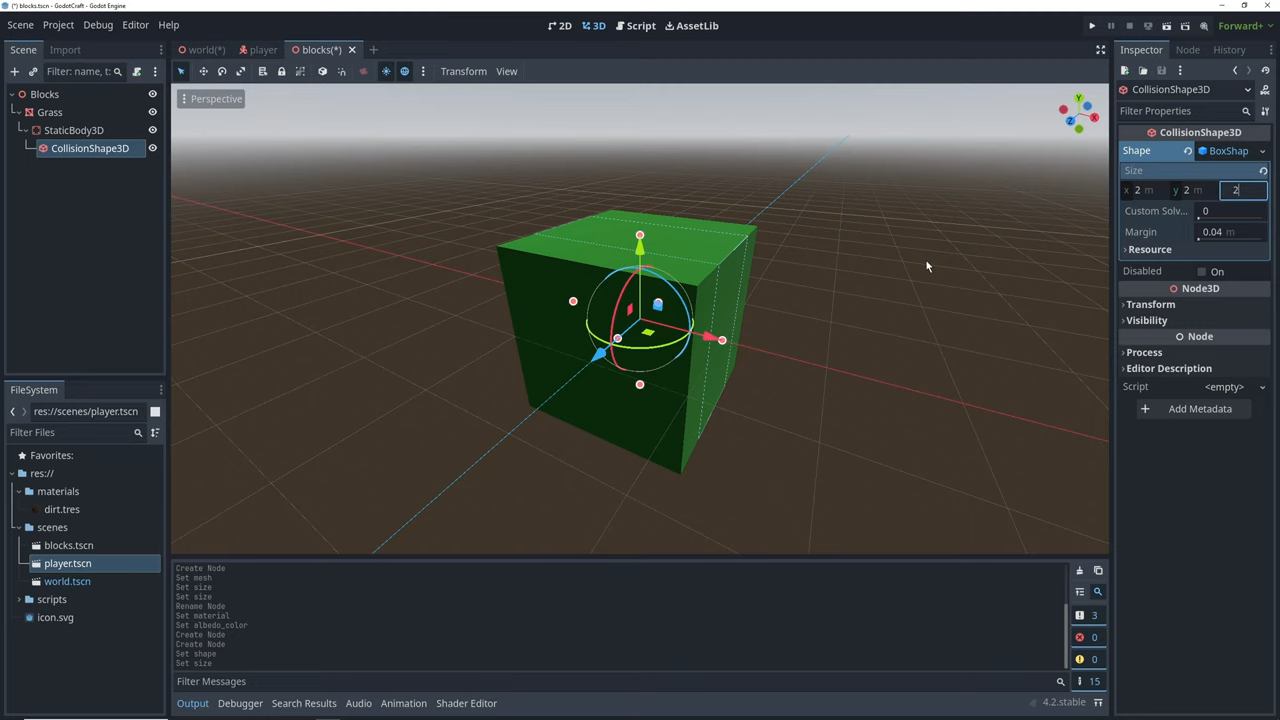 (*) blocks.tscn - GodotCraft - Godot Engine
Scene Project Debug Editor Help
2D 3D Script AssetLib
Forward+
Scene Import
world(*) player blocks(*)
Inspector Node History
Filter: name, t:
Transform View
CollisionShape3D
Filter Properties
Perspective
Y
X
Z
Blocks
Grass
StaticBody3D
CollisionShape3D
CollisionShape3D
Shape BoxShap
Size
x 2 m y 2 m 2
Custom Solv... 0
Margin 0.04 m
Resource
Disabled On
Node3D
Transform
Visibility
Node
Process
Editor Description
Script <empty>
Add Metadata
FileSystem
res://scenes/player.tscn
Filter Files
Favorites:
res://
materials
dirt.tres
scenes
blocks.tscn
player.tscn
world.tscn
scripts
icon.svg
Create Node
Set mesh
Set size
Set size
Rename Node
Set material
Set albedo_color
Create Node
Create Node
Set shape
Set size
3
0
0
15
Filter Messages
Output Debugger Search Results Audio Animation Shader Editor
4.2.stable